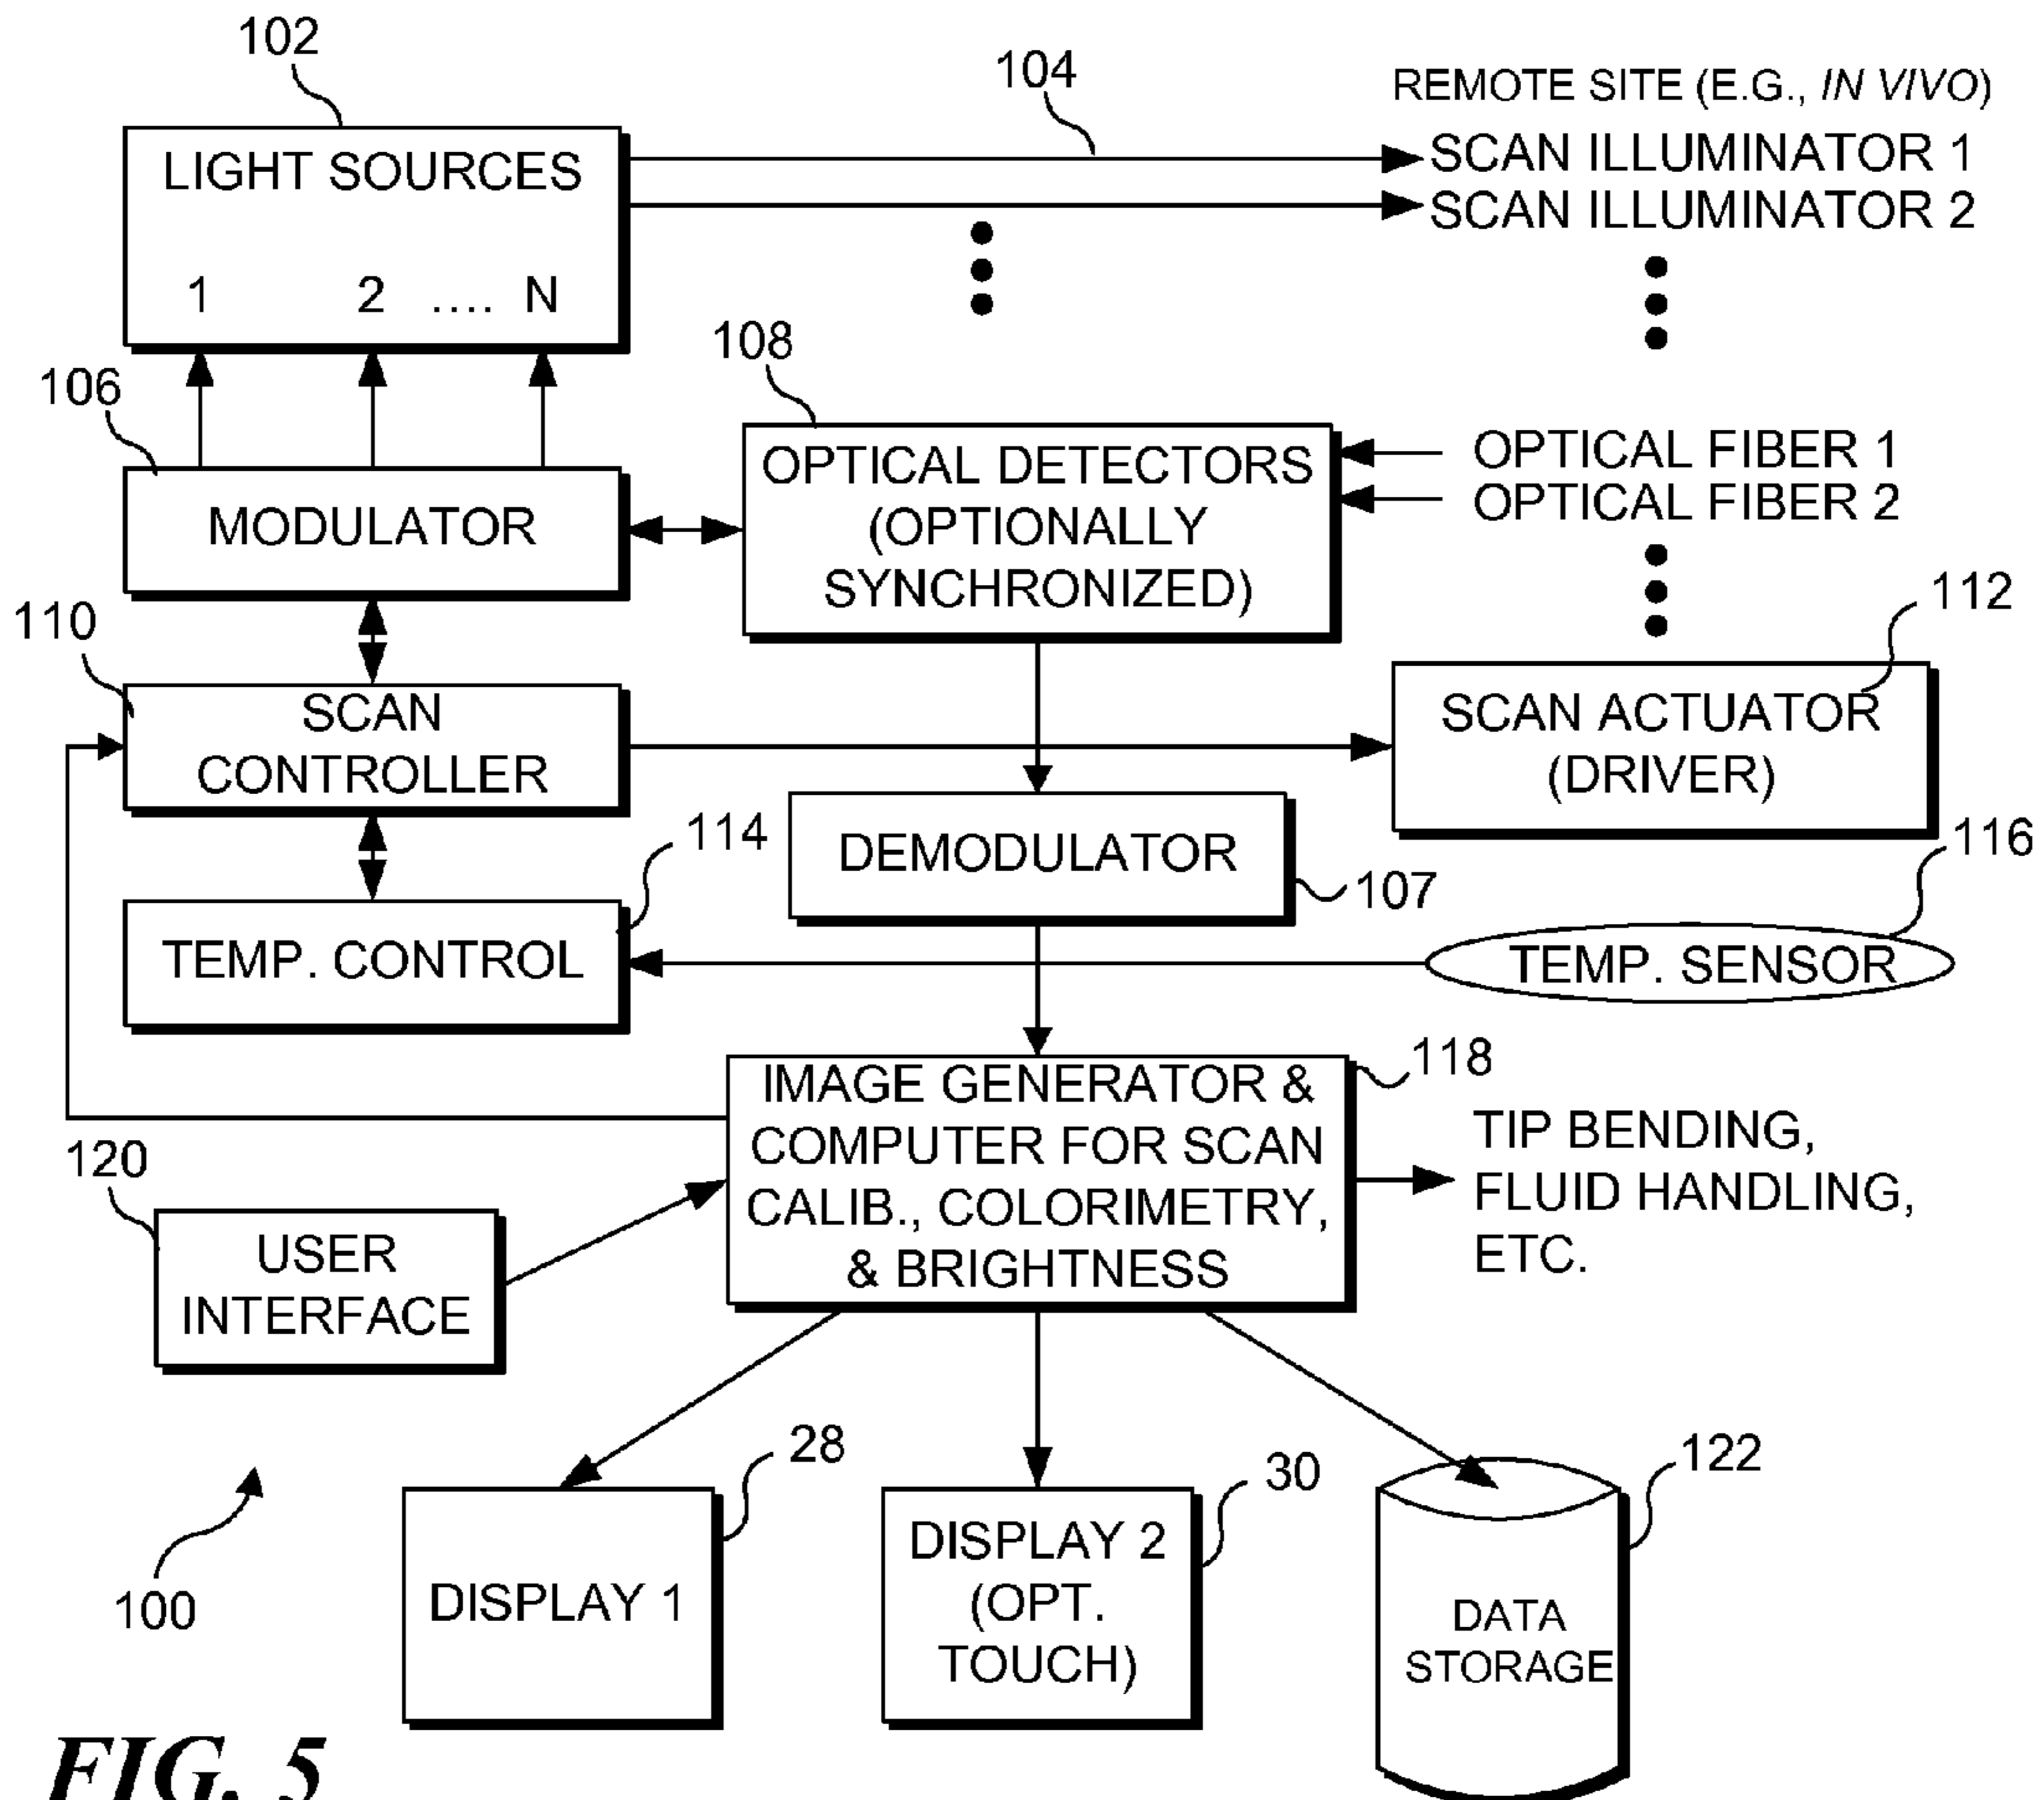 102
104
REMOTE SITE (E.G., IN VIVO)
LIGHT SOURCES
1 2 .... N
SCAN ILLUMINATOR 1
SCAN ILLUMINATOR 2
106
108
MODULATOR
OPTICAL DETECTORS
(OPTIONALLY
SYNCHRONIZED)
OPTICAL FIBER 1
OPTICAL FIBER 2
110
112
SCAN
CONTROLLER
SCAN ACTUATOR
(DRIVER)
114
DEMODULATOR
107
116
TEMP. CONTROL
TEMP. SENSOR
118
IMAGE GENERATOR &
COMPUTER FOR SCAN
CALIB., COLORIMETRY,
& BRIGHTNESS
TIP BENDING,
FLUID HANDLING,
ETC.
120
USER
INTERFACE
28
30
122
100
DISPLAY 1
DISPLAY 2
(OPT.
TOUCH)
DATA
STORAGE
FIG. 5